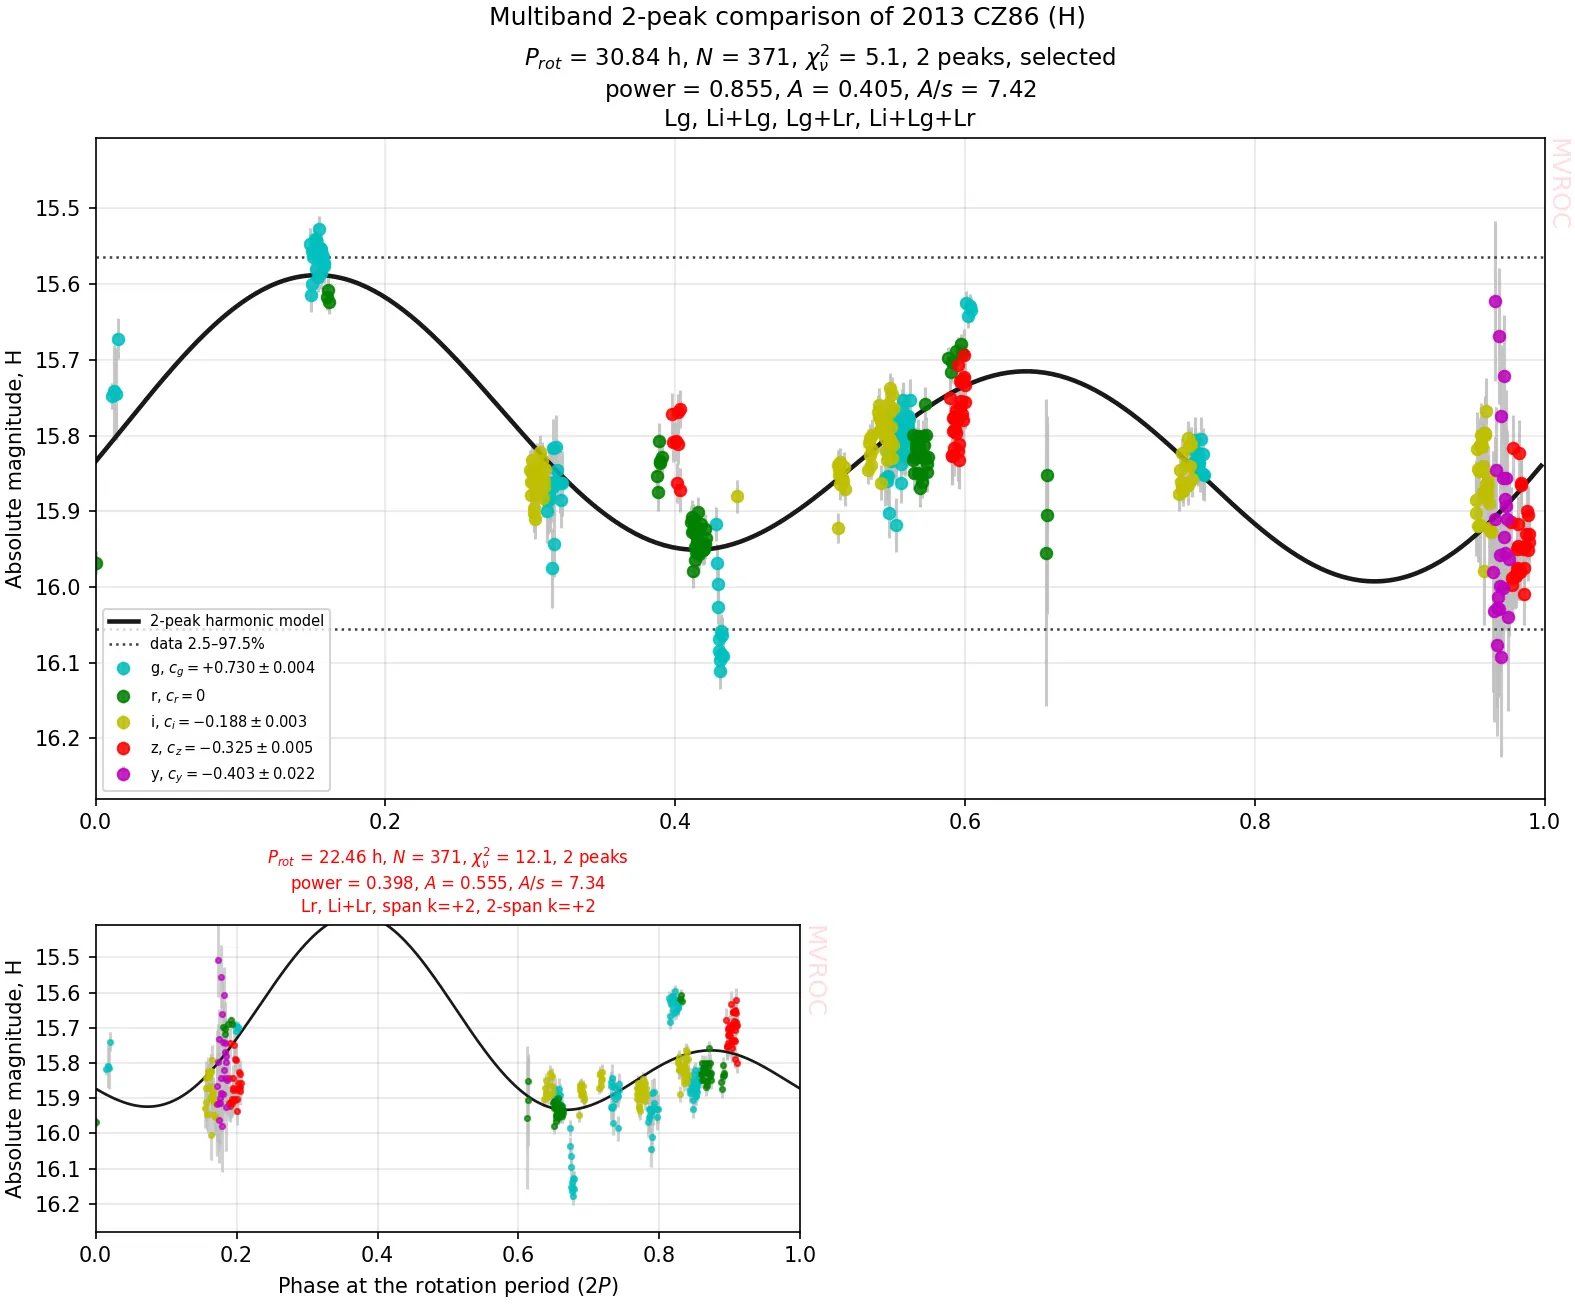 Multiband 2-peak comparison of 2013 CZ86 (H)
P_rot = 30.84 h, N = 371, χ²_ν = 5.1, 2 peaks, selected
power = 0.855, A = 0.405, A/s = 7.42
Lg, Li+Lg, Lg+Lr, Li+Lg+Lr
MVROC
Absolute magnitude, H
15.5
15.6
15.7
15.8
15.9
16.0
16.1
16.2
2-peak harmonic model
data 2.5–97.5%
g, c_g = +0.730 ± 0.004
r, c_r = 0
i, c_i = −0.188 ± 0.003
z, c_z = −0.325 ± 0.005
y, c_y = −0.403 ± 0.022
0.0 0.2 0.4 0.6 0.8 1.0
P_rot = 22.46 h, N = 371, χ²_ν = 12.1, 2 peaks
power = 0.398, A = 0.555, A/s = 7.34
Lr, Li+Lr, span k=+2, 2-span k=+2
MVROC
Absolute magnitude, H
15.5
15.6
15.7
15.8
15.9
16.0
16.1
16.2
0.0 0.2 0.4 0.6 0.8 1.0
Phase at the rotation period (2P)